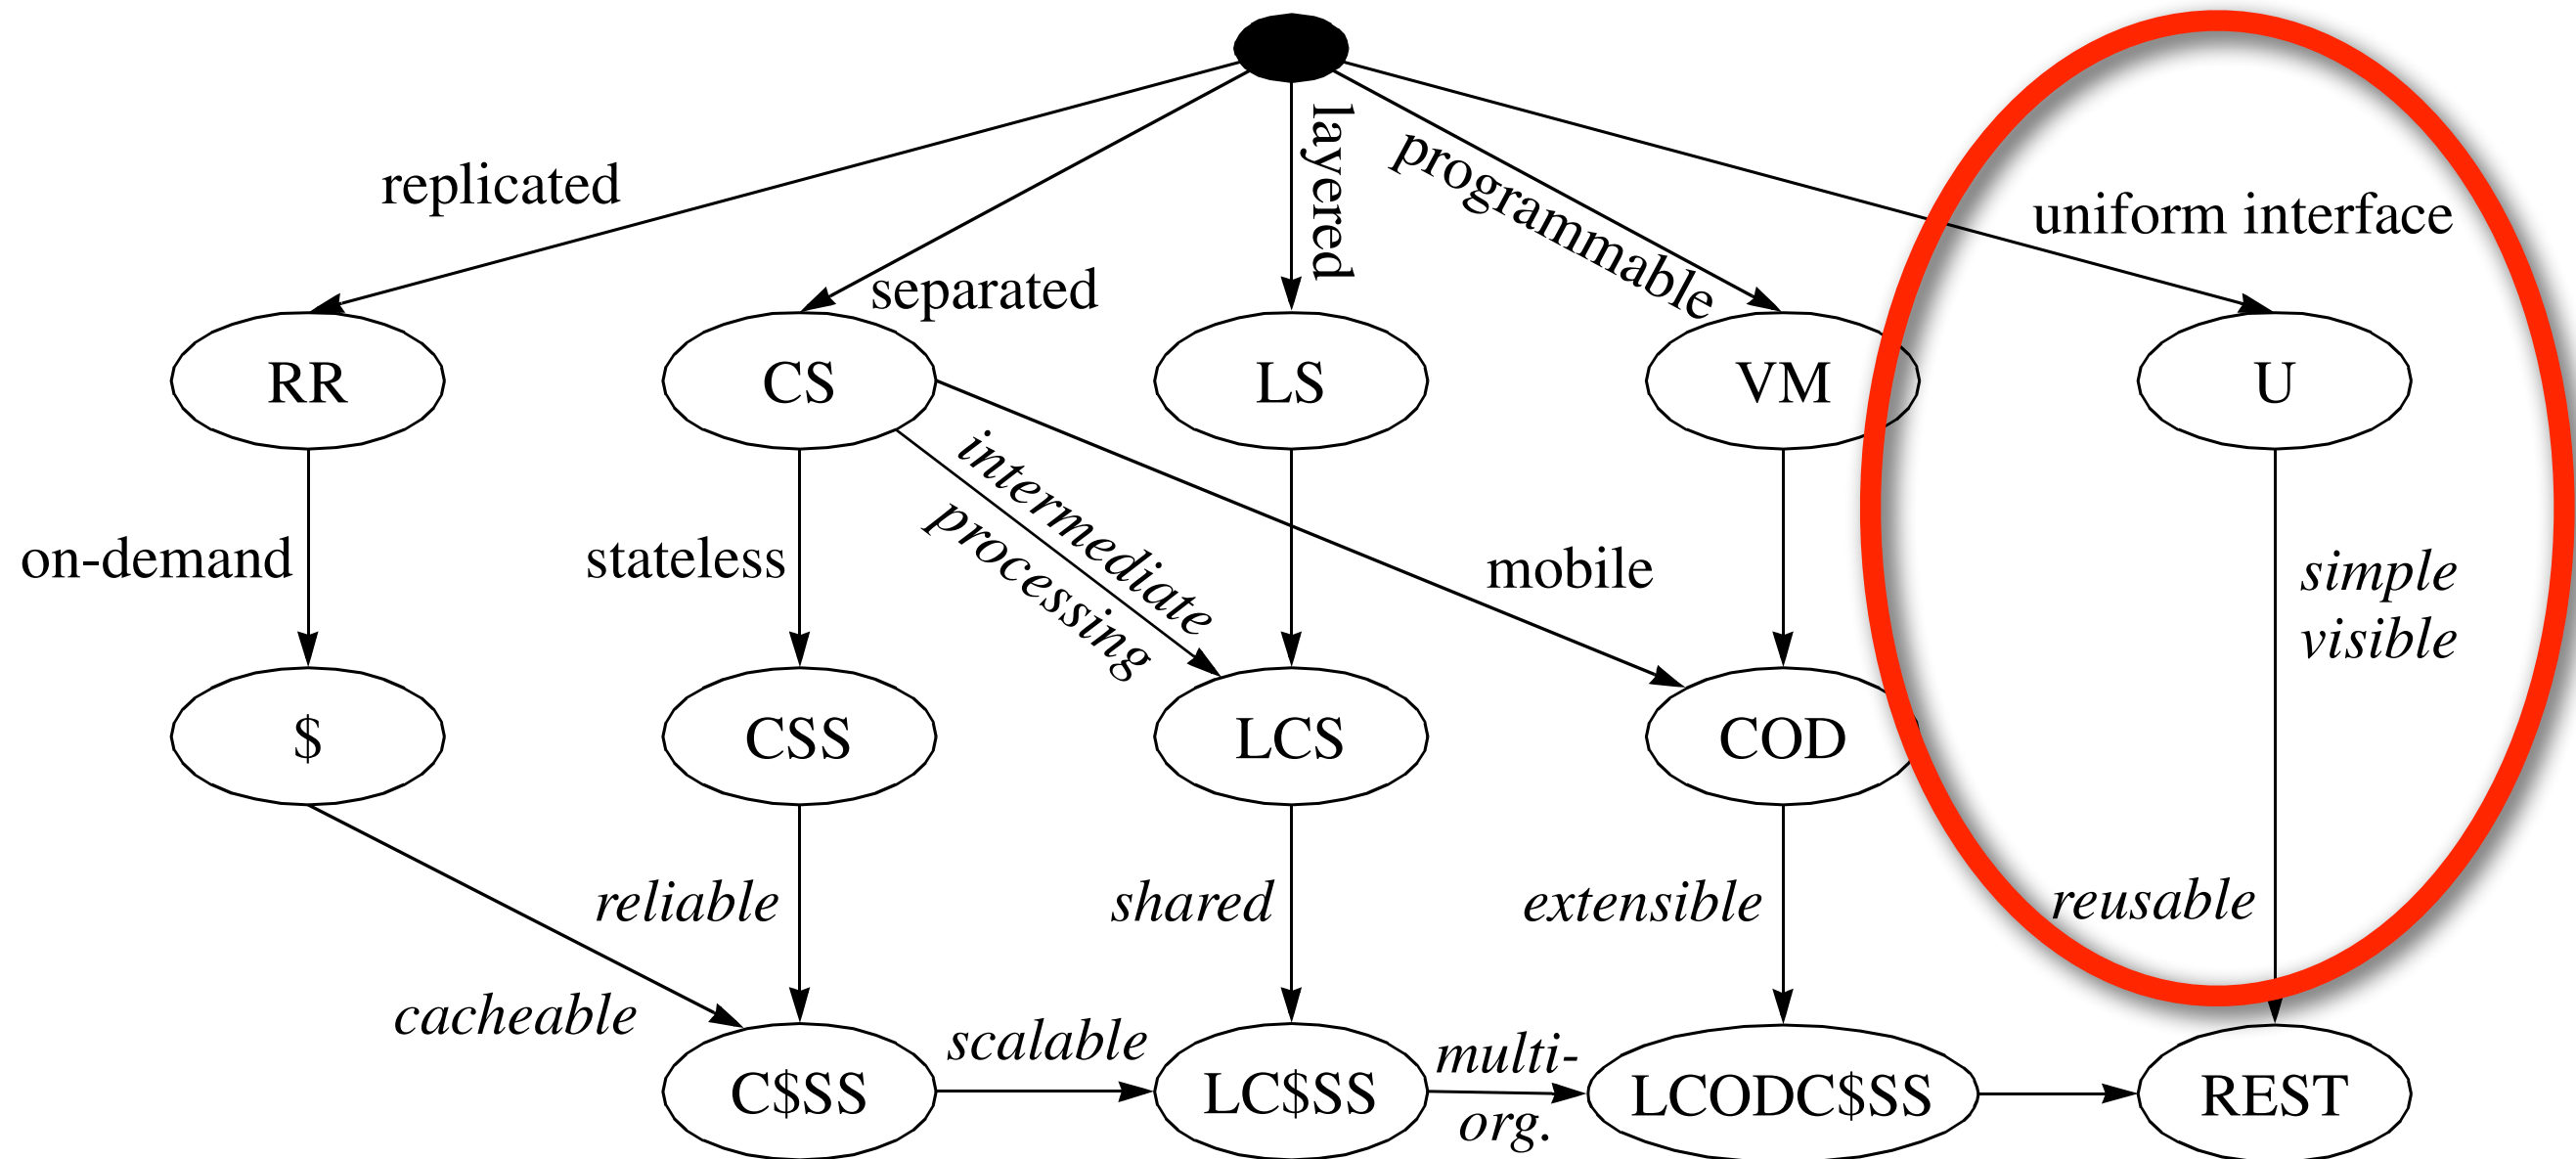 layered
programmable
replicated
uniform interface
separated
RR
CS
LS
VM
U
intermediate
processing
on-demand
stateless
mobile
simple
visible
$
CSS
LCS
COD
reliable
shared
extensible
reusable
cacheable
scalable
multi-
org.
C$SS
LC$SS
LCODC$SS
REST